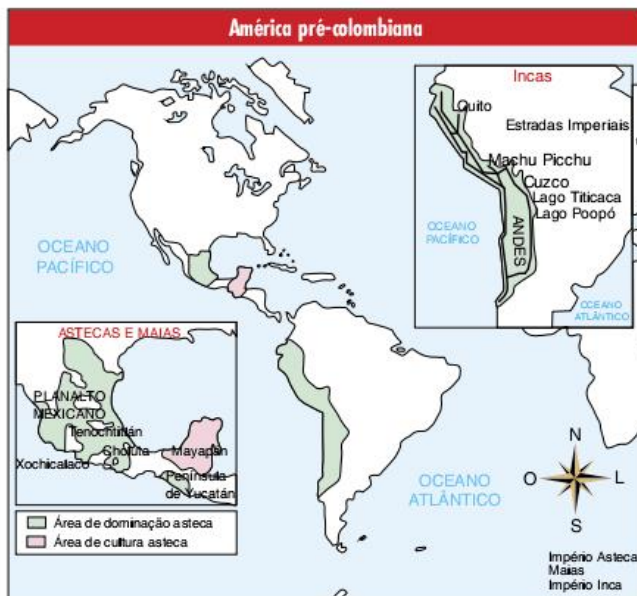 América pré-colombiana
Incas
Quito
Estradas Imperiais
Machu Picchu
Cuzco
Lago Titicaca
Lago Poopó
ANDES
OCEANO
PACÍFICO
OCEANO
ATLÂNTICO
OCEANO
PACÍFICO
ASTECAS E MAIAS
PLANALTO
MEXICANO
Tenochtitlán
Cholula
Xochicalaco
Mayapán
Península
de Yucatán
Área de dominação asteca
Área de cultura asteca
OCEANO
ATLÂNTICO
N
O
L
S
Império Asteca
Maias
Império Inca